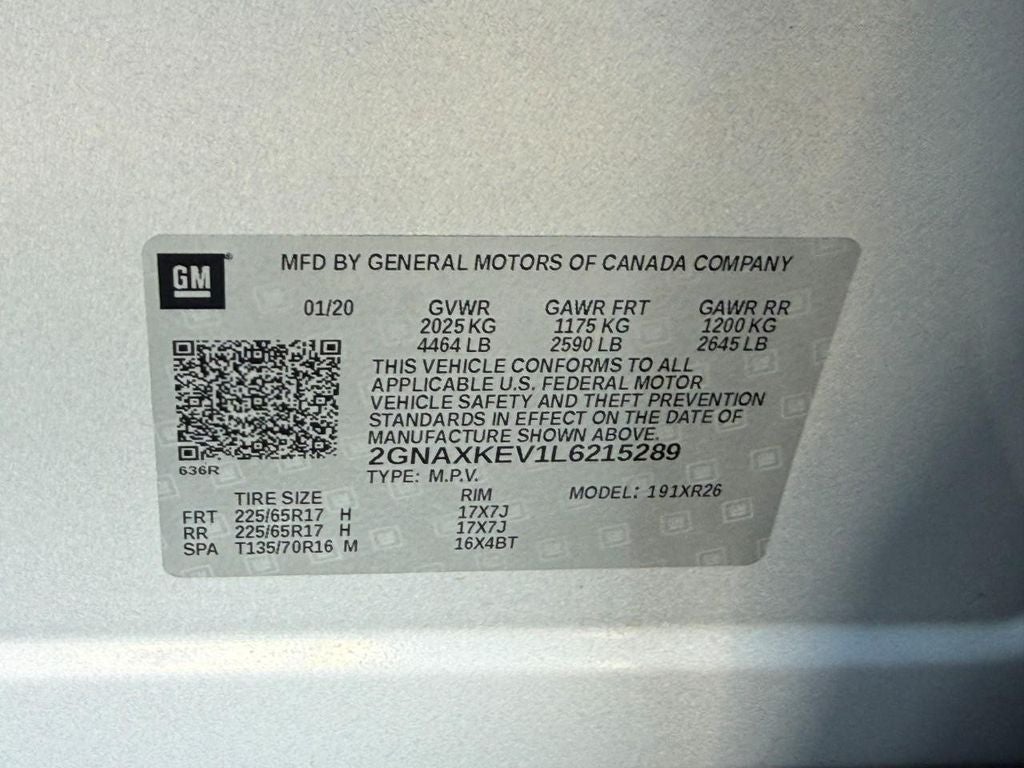 GM
MFD BY GENERAL MOTORS OF CANADA COMPANY
01/20 GVWR GAWR FRT GAWR RR
2025 KG 1175 KG 1200 KG
4464 LB 2590 LB 2645 LB
THIS VEHICLE CONFORMS TO ALL
APPLICABLE U.S. FEDERAL MOTOR
VEHICLE SAFETY AND THEFT PREVENTION
STANDARDS IN EFFECT ON THE DATE OF
MANUFACTURE SHOWN ABOVE.
2GNAXKEV1L6215289
636R
TYPE: M.P.V.
TIRE SIZE RIM MODEL: 191XR26
FRT 225/65R17 H 17X7J
RR 225/65R17 H 17X7J
SPA T135/70R16 M 16X4BT